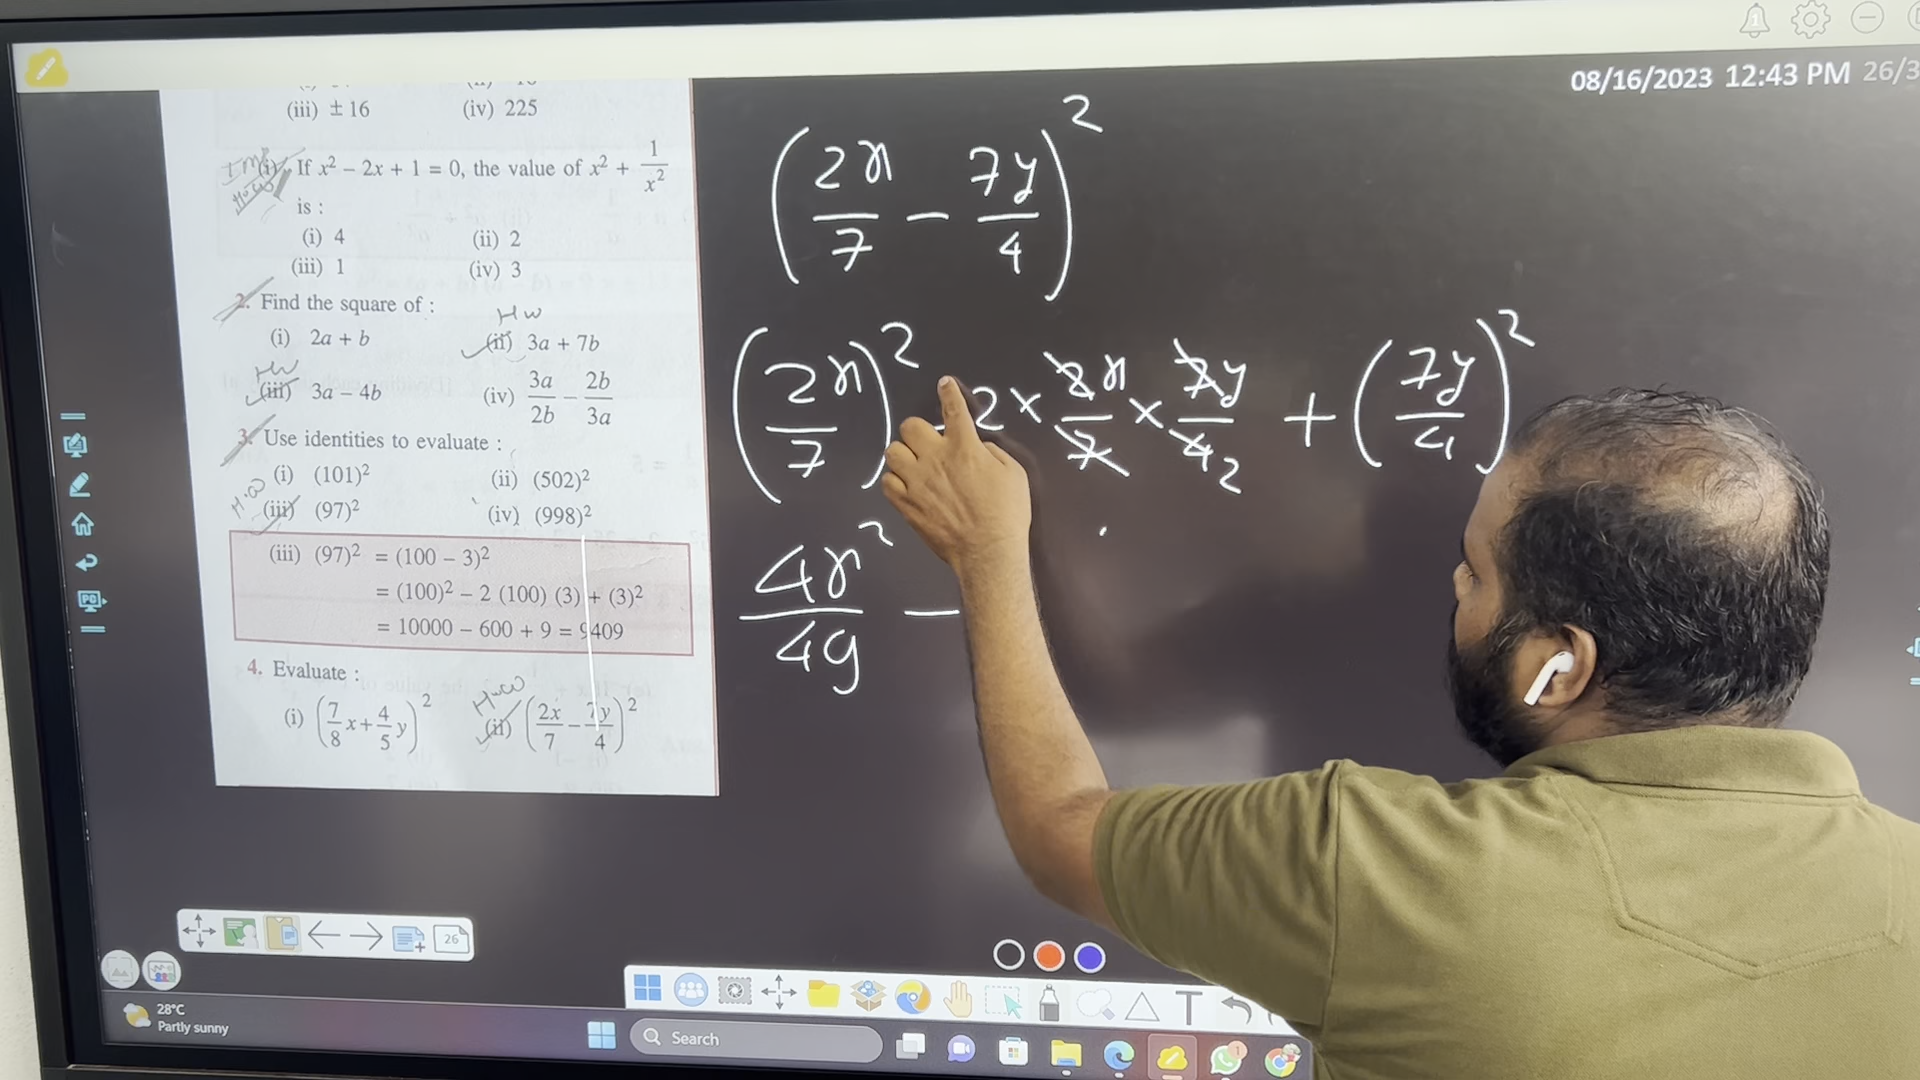 08/16/2023 12:43 PM 26/3
(iii) ± 16 (iv) 225
Imp
H.W
(i) If x² – 2x + 1 = 0, the value of x² + 1/x²
is :
(i) 4 (ii) 2
(iii) 1 (iv) 3
2. Find the square of :
HW
(i) 2a + b (ii) 3a + 7b
HW
(iii) 3a – 4b (iv) 3a/2b – 2b/3a
3. Use identities to evaluate :
(i) (101)² (ii) (502)²
H.W
(iii) (97)² (iv) (998)²
(iii) (97)² = (100 – 3)²
= (100)² – 2 (100) (3) + (3)²
= 10000 – 600 + 9 = 9409
4. Evaluate :
H.W
(i) (7/8 x + 4/5 y)² (ii) (2x/7 – 7y/4)²
(2x/7 – 7y/4)²
(2x/7)² – 2 × 2x/7 × 7y/4 2 + (7y/4)²
4x²/49 –
PG
26
1
T
28°C
Partly sunny
Search
1